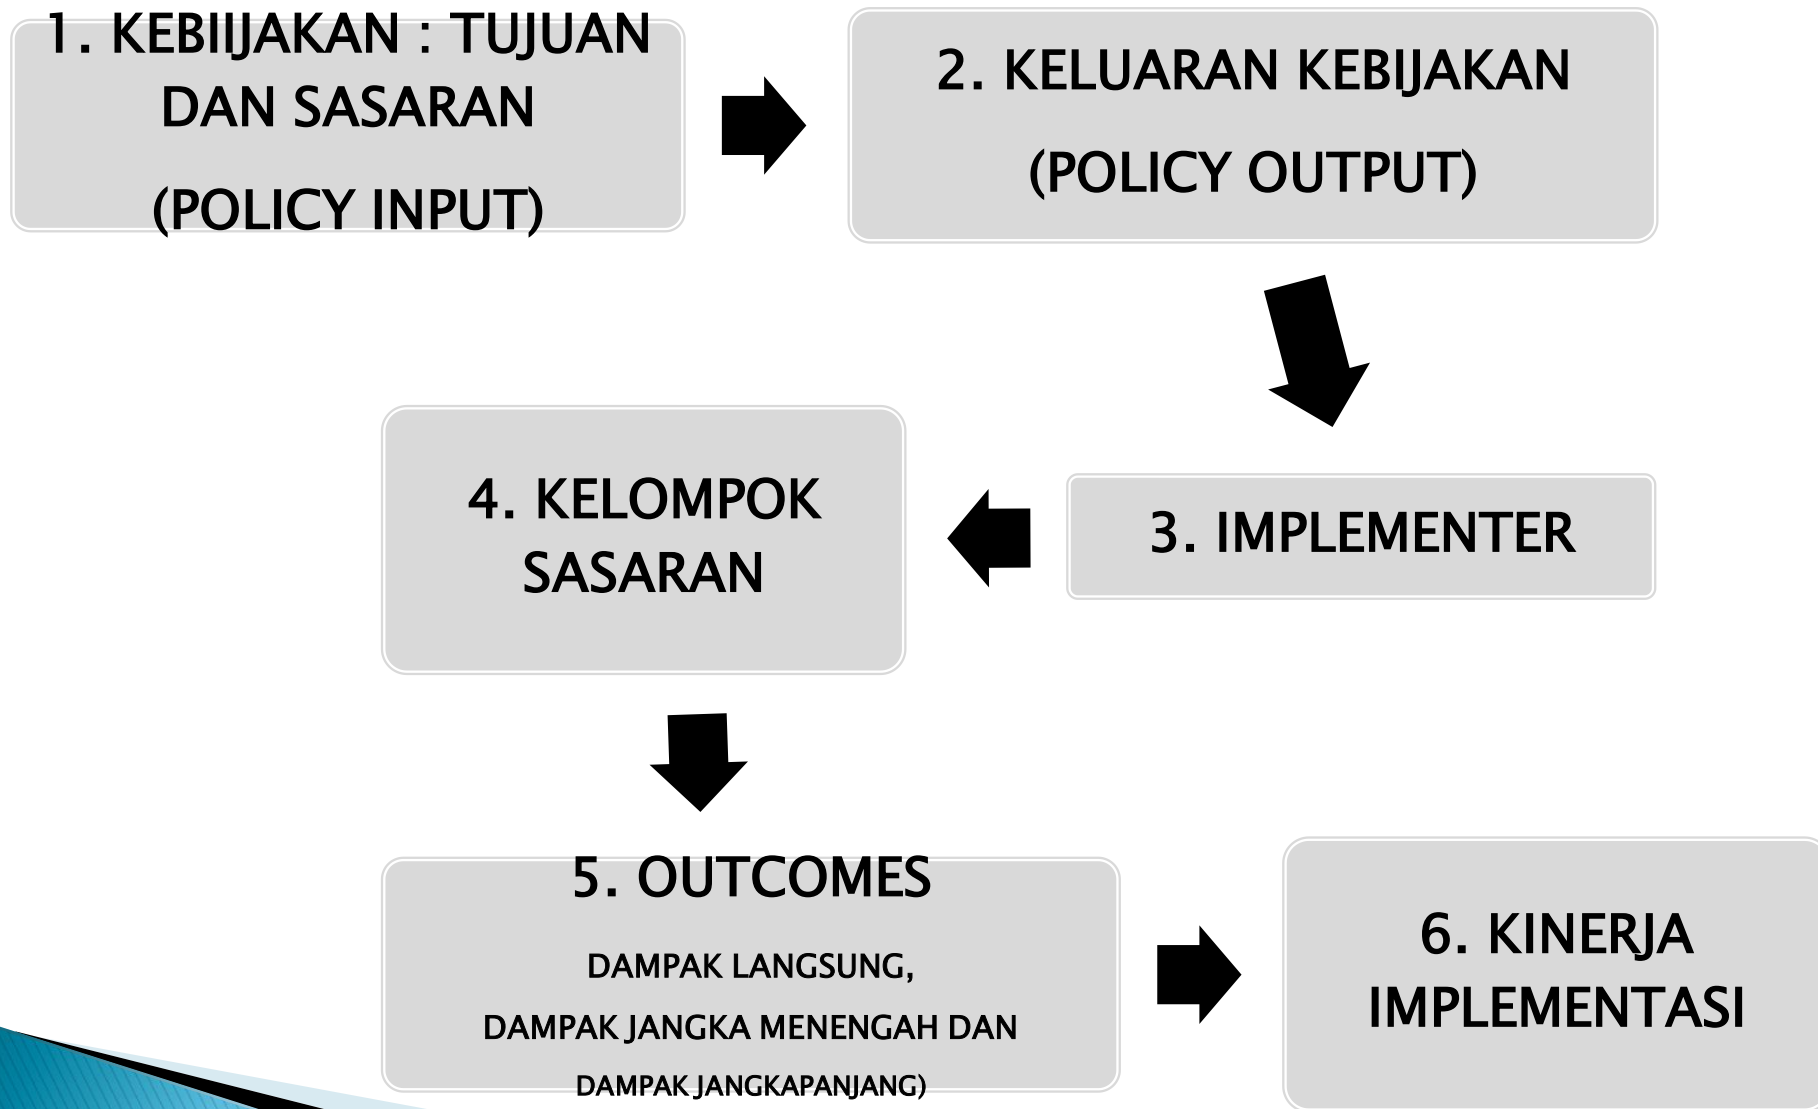 1. KEBIIJAKAN : TUJUAN
DAN SASARAN
(POLICY INPUT)
2. KELUARAN KEBIJAKAN
(POLICY OUTPUT)
3. IMPLEMENTER
4. KELOMPOK
SASARAN
5. OUTCOMES
DAMPAK LANGSUNG,
DAMPAK JANGKA MENENGAH DAN
DAMPAK JANGKAPANJANG)
6. KINERJA
IMPLEMENTASI